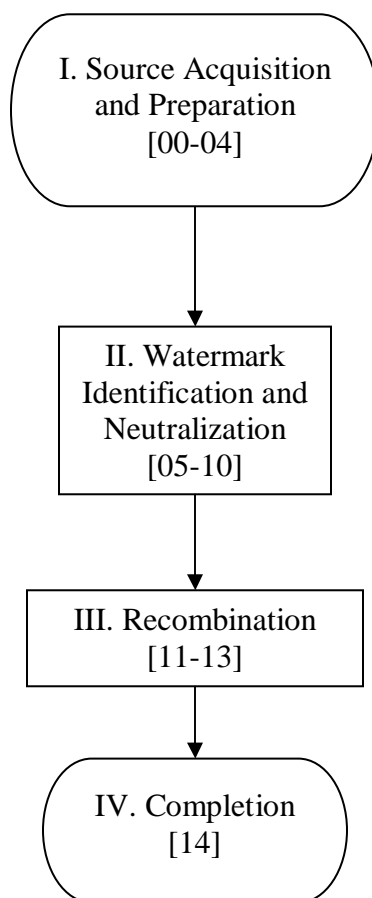 I. Source Acquisition
and Preparation
[00-04]
II. Watermark
Identification and
Neutralization
[05-10]
III. Recombination
[11-13]
IV. Completion
[14]